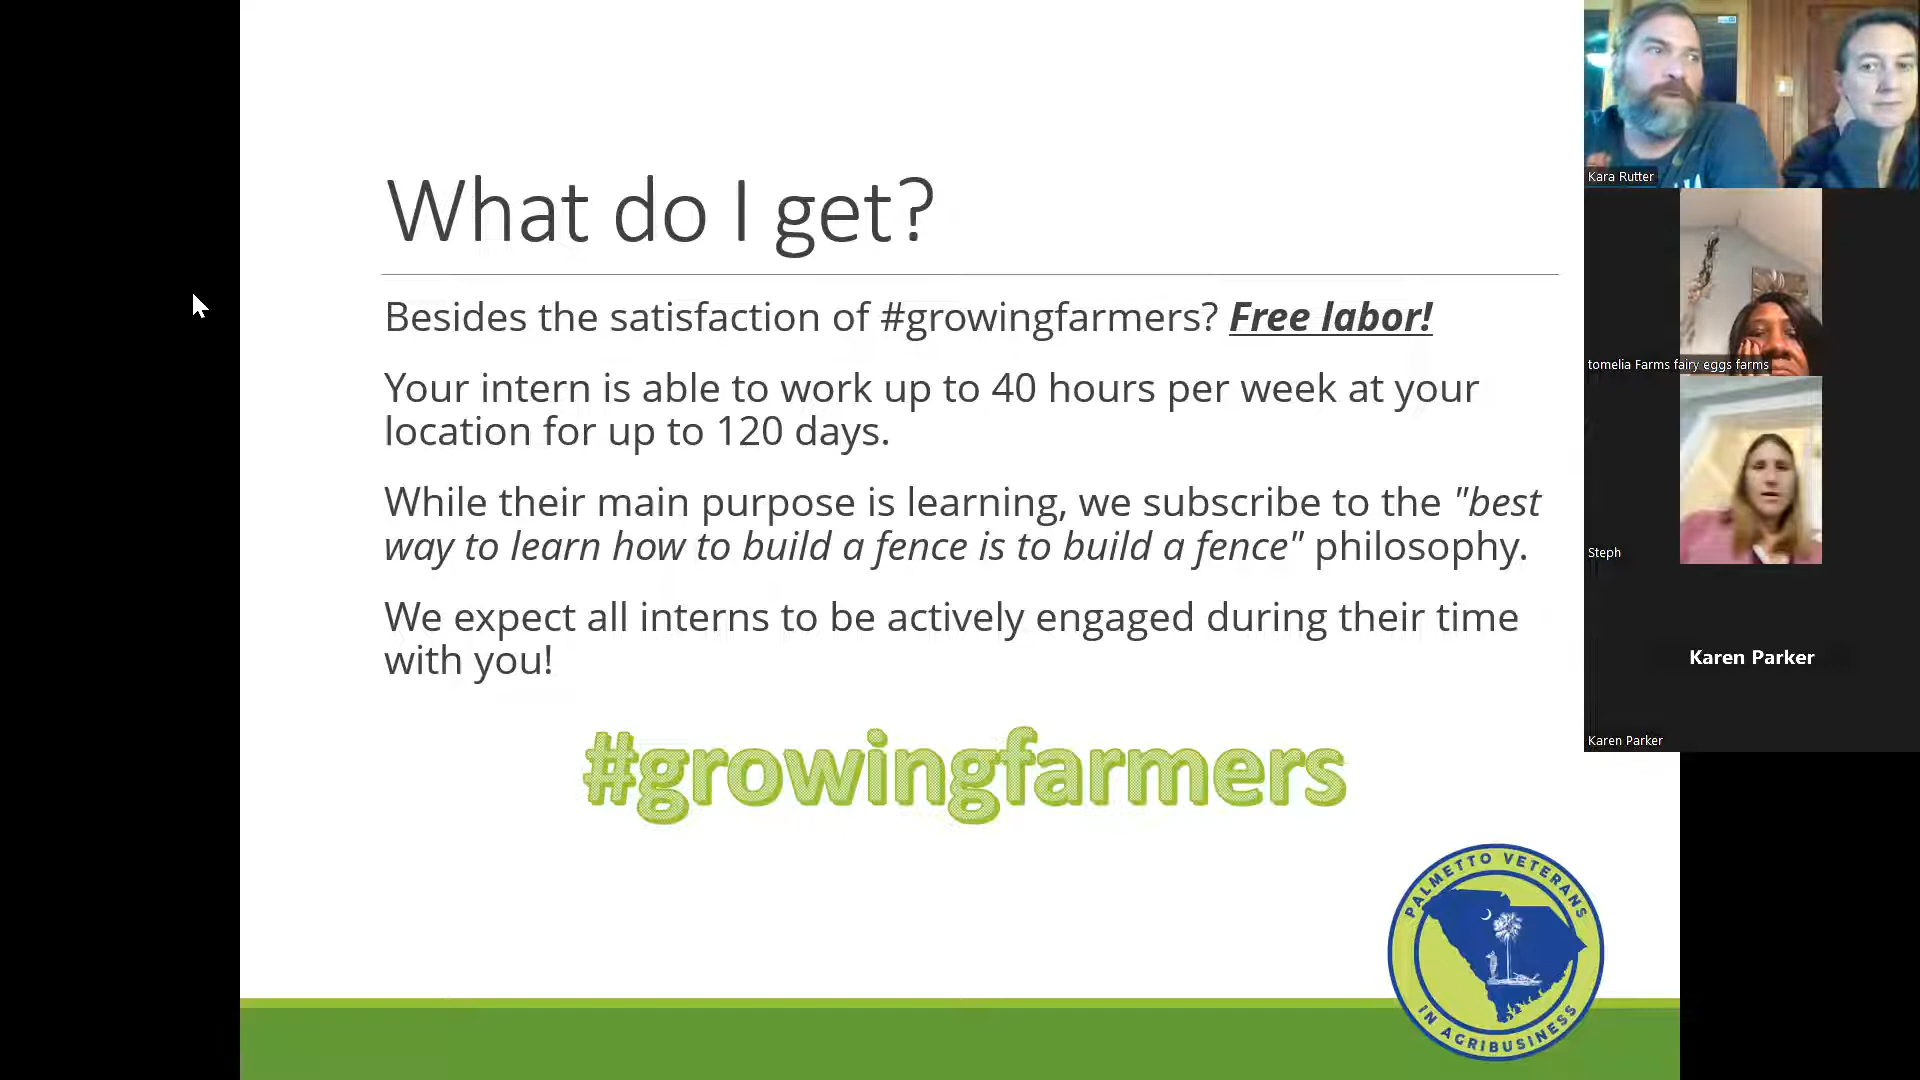 What do I get?
Besides the satisfaction of #growingfarmers? Free labor!
Your intern is able to work up to 40 hours per week at your
location for up to 120 days.
While their main purpose is learning, we subscribe to the "best
way to learn how to build a fence is to build a fence" philosophy.
We expect all interns to be actively engaged during their time
with you!
#growingfarmers
PALMETTO VETERANS
IN AGRIBUSINESS
Kara Rutter
tomelia Farms fairy eggs farms
Steph
Karen Parker
Karen Parker